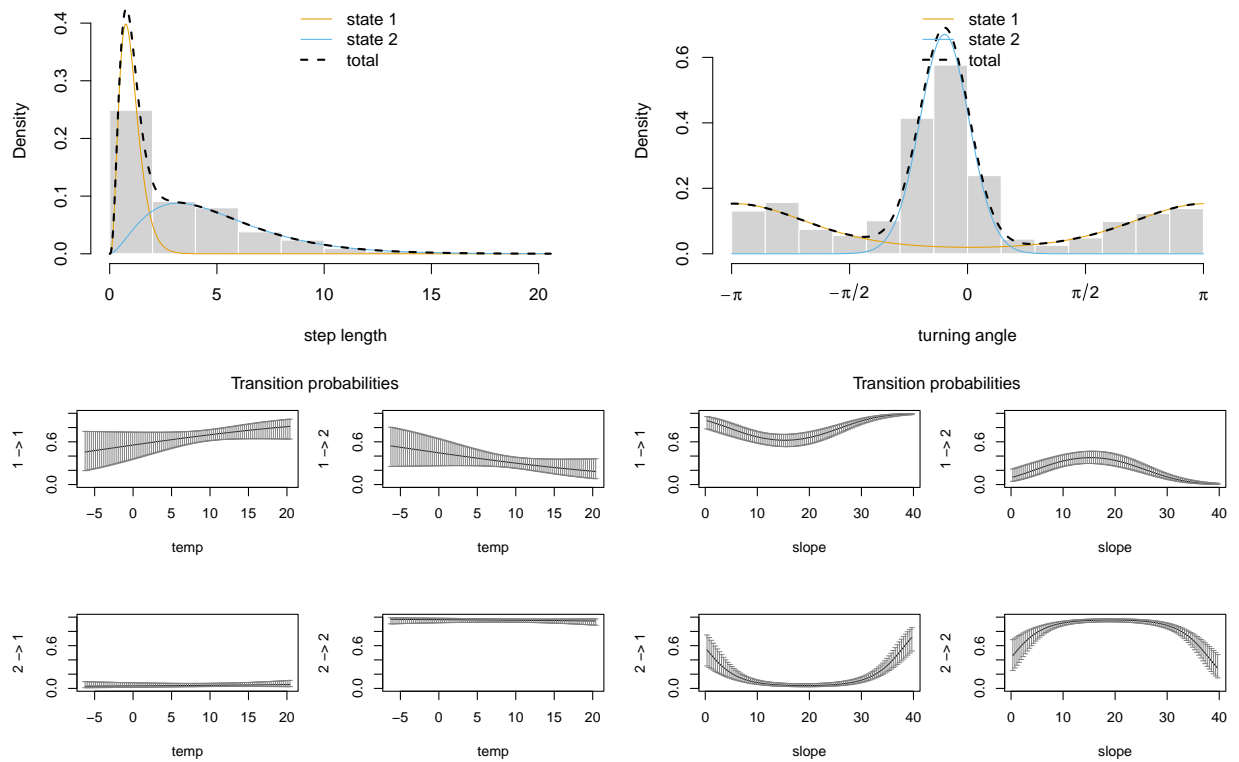 state 1
state 2
total
Density
0.0 0.1 0.2 0.3 0.4
0 5 10 15 20
step length
state 1
state 2
total
Density
0.0 0.2 0.4 0.6
−π −π/2 0 π/2 π
turning angle
Transition probabilities
1 −> 1
0.0 0.6
−5 0 5 10 15 20
temp
1 −> 2
0.0 0.6
−5 0 5 10 15 20
temp
2 −> 1
0.0 0.6
−5 0 5 10 15 20
temp
2 −> 2
0.0 0.6
−5 0 5 10 15 20
temp
Transition probabilities
1 −> 1
0.0 0.6
0 10 20 30 40
slope
1 −> 2
0.0 0.6
0 10 20 30 40
slope
2 −> 1
0.0 0.6
0 10 20 30 40
slope
2 −> 2
0.0 0.6
0 10 20 30 40
slope